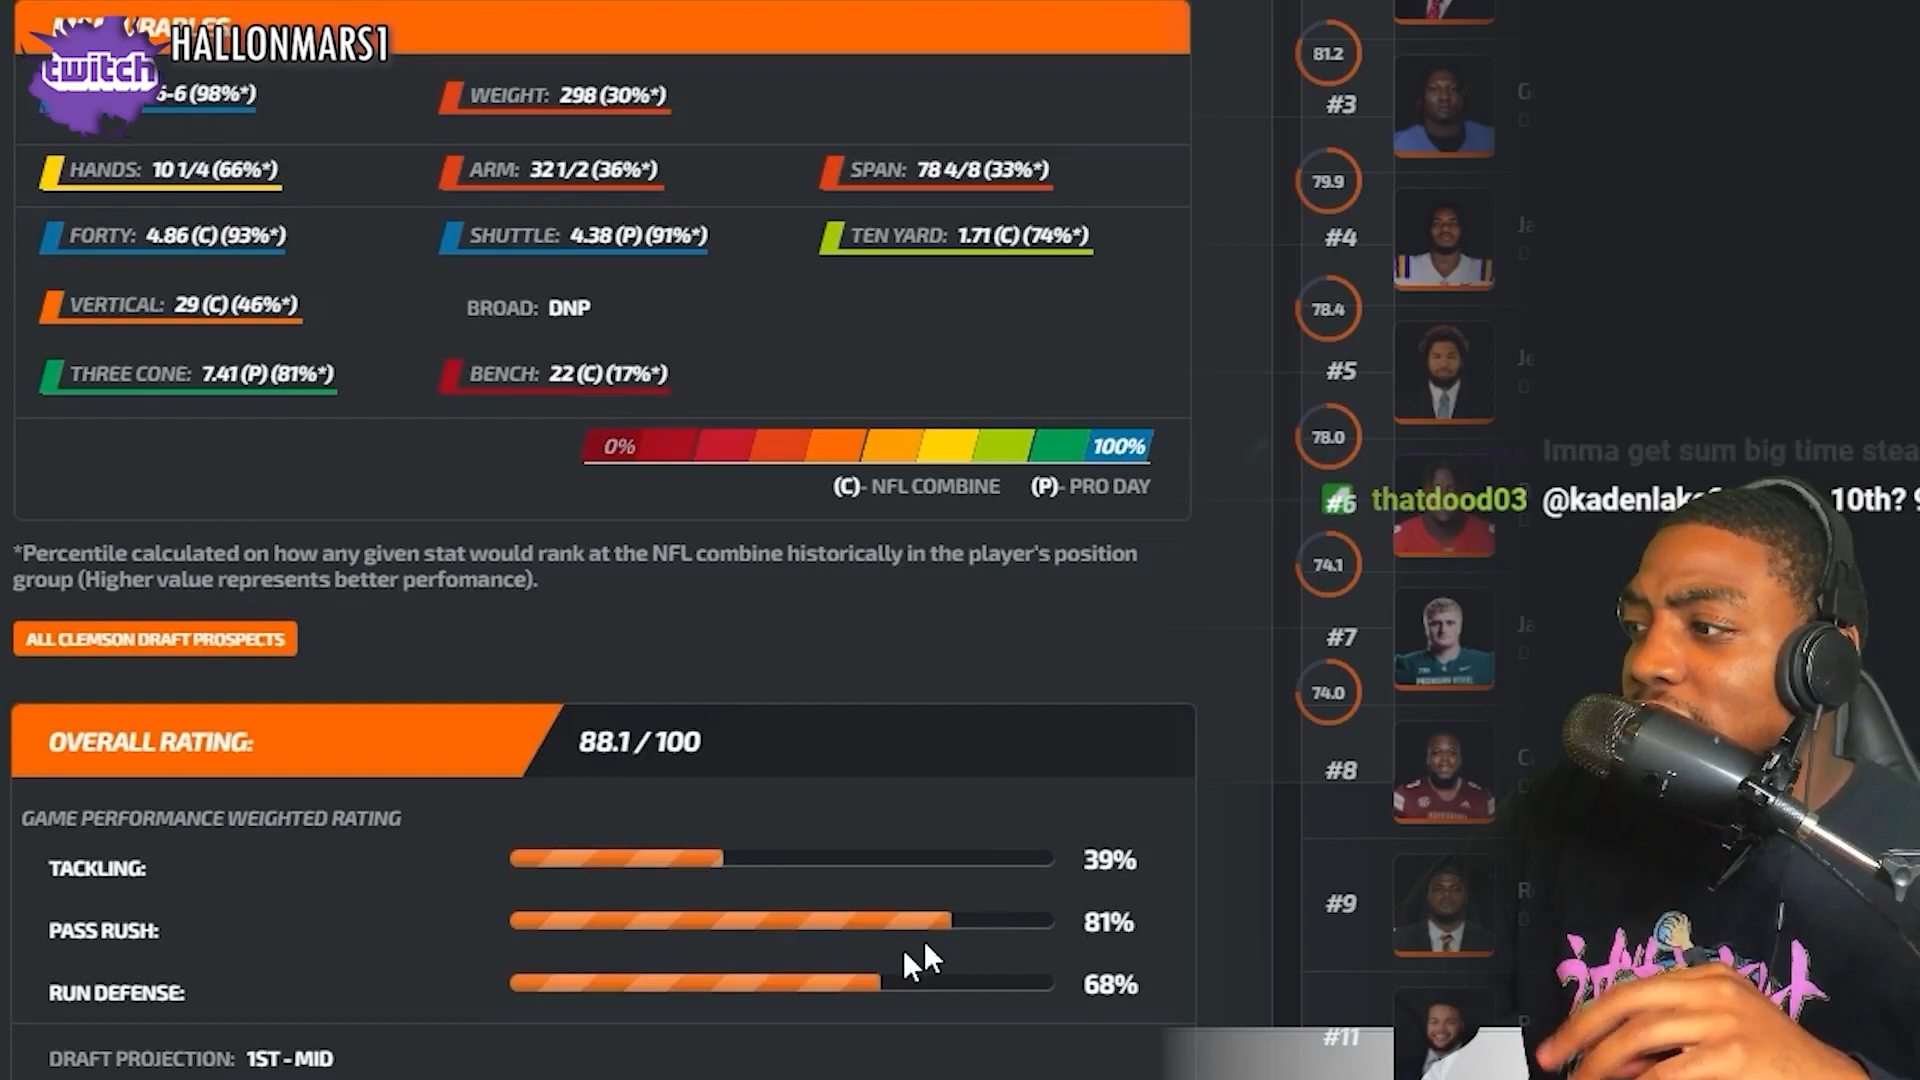 twitch
HALLONMARS1
6-6 (98%*)
WEIGHT: 298 (30%*)
HANDS: 10 1/4 (66%*)
ARM: 32 1/2 (36%*)
SPAN: 78 4/8 (33%*)
FORTY: 4.86 (C) (93%*)
SHUTTLE: 4.38 (P) (91%*)
TEN YARD: 1.71 (C) (74%*)
VERTICAL: 29 (C) (46%*)
BROAD: DNP
THREE CONE: 7.41 (P) (81%*)
BENCH: 22 (C) (17%*)
0%
100%
(C)- NFL COMBINE (P)- PRO DAY
*Percentile calculated on how any given stat would rank at the NFL combine historically in the player's position
group (Higher value represents better perfomance).
ALL CLEMSON DRAFT PROSPECTS
OVERALL RATING: 88.1 / 100
GAME PERFORMANCE WEIGHTED RATING
TACKLING: 39%
PASS RUSH: 81%
RUN DEFENSE: 68%
DRAFT PROJECTION: 1ST - MID
81.2
#3
79.9
#4
78.4
#5
78.0
#6
74.1
#7
74.0
#8
#9
#11
Imma get sum big time
thatdood03 10th?